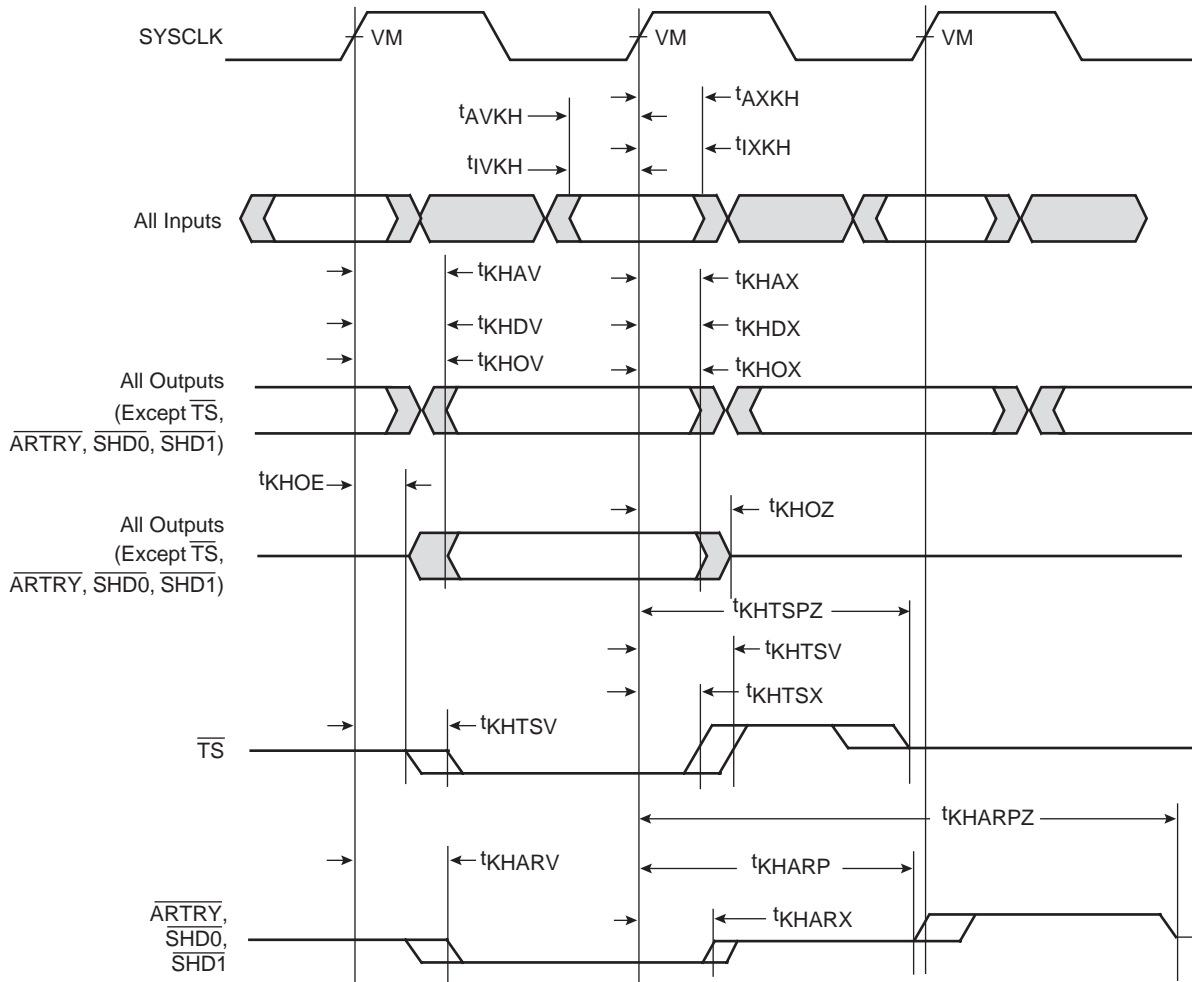 SYSCLK
VM
VM
VM
tAVKH
tAXKH
tIVKH
tIXKH
All Inputs
tKHAV
tKHAX
tKHDV
tKHDX
tKHOV
tKHOX
All Outputs
(Except TS,
ARTRY, SHD0, SHD1)
tKHOE
tKHOZ
All Outputs
(Except TS,
ARTRY, SHD0, SHD1)
tKHTSPZ
tKHTSV
tKHTSX
tKHTSV
TS
tKHARPZ
tKHARV
tKHARP
tKHARX
ARTRY,
SHD0,
SHD1